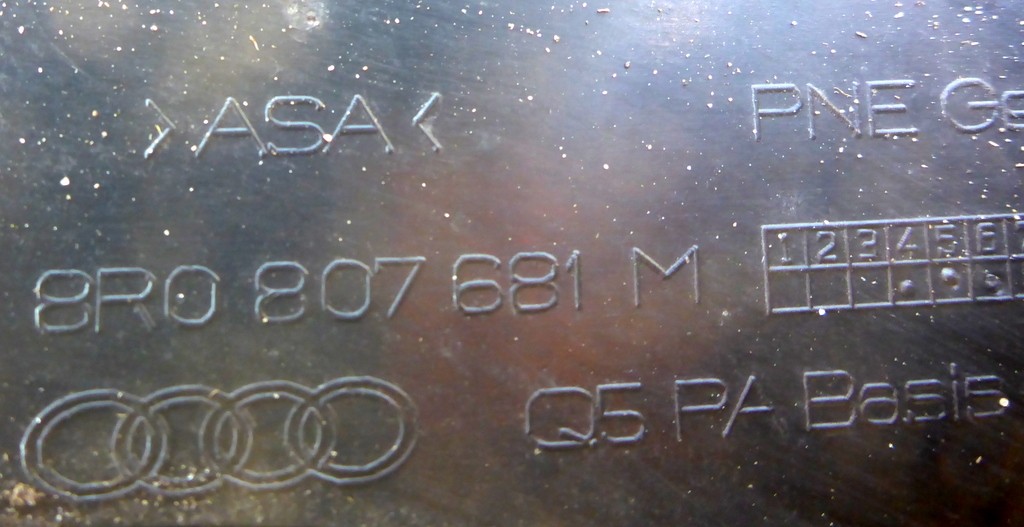 >ASA< PNE
8R0 807 681 M 1 2 3 4 5 6
Q5 PA Basis